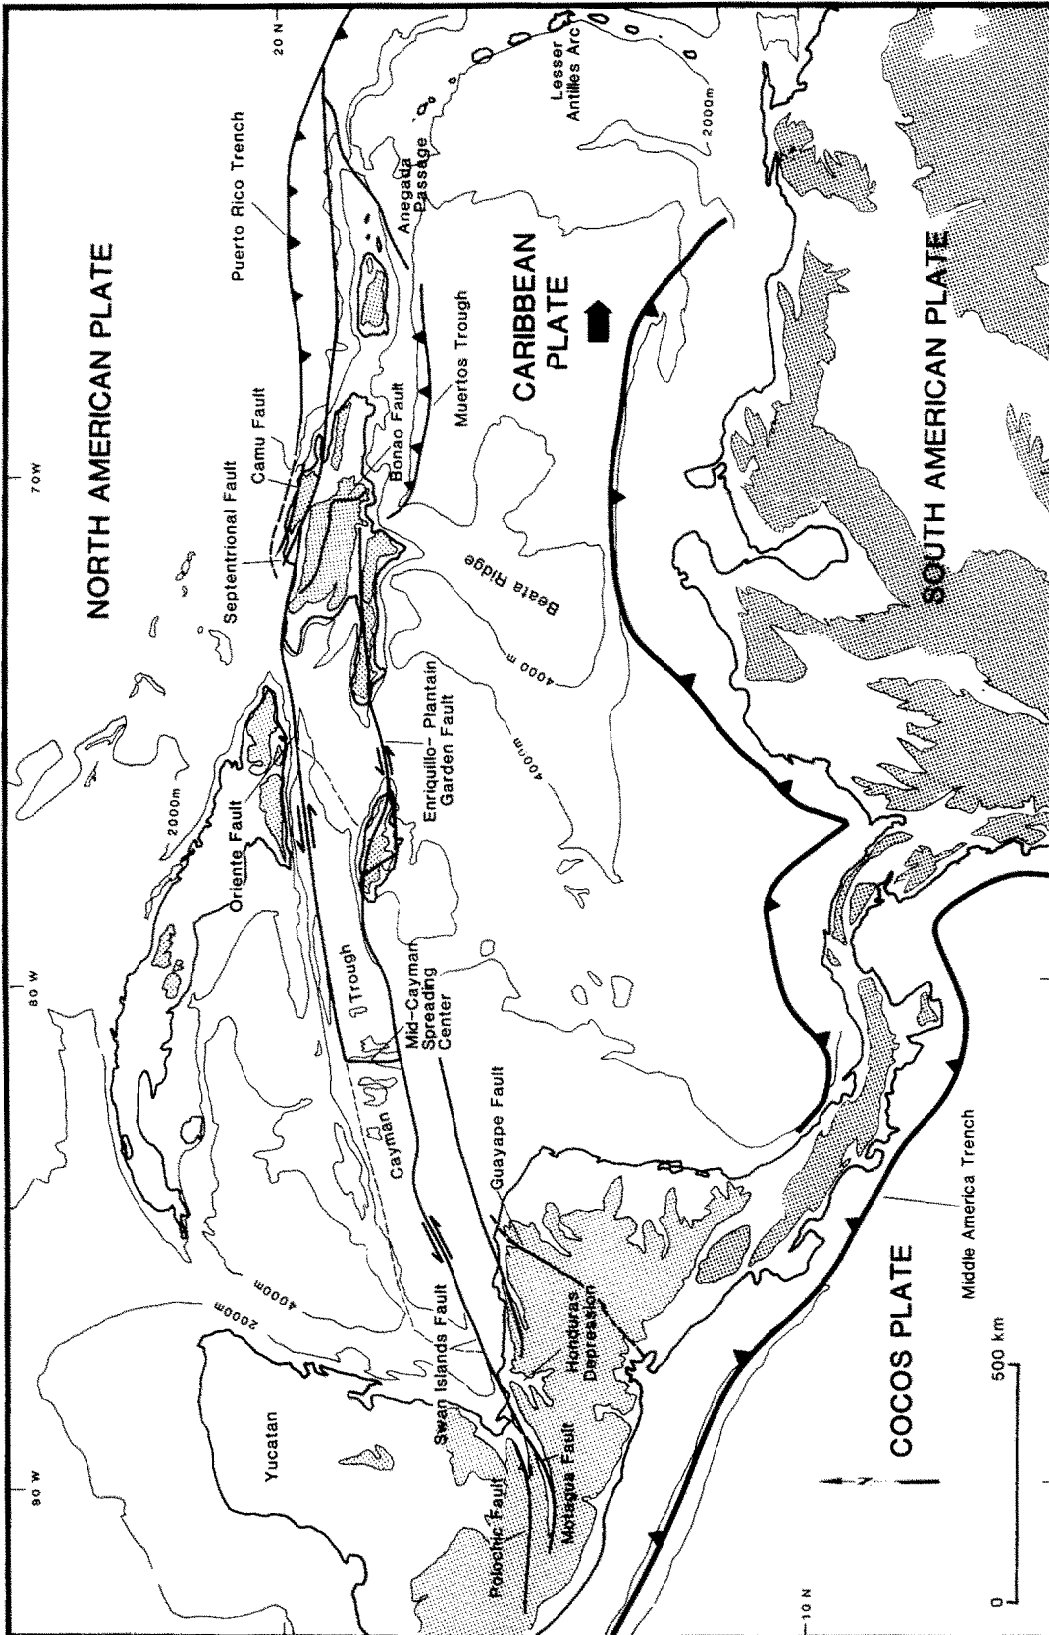 90 W
80 W
70 W
20 N
NORTH AMERICAN PLATE
Puerto Rico Trench
Camu Fault
Septentrional Fault
2000m
Oriente Fault
Lesser
Antilles Arc
Anegada
Passage
2000m
Muertos Trough
Bonao Fault
CARIBBEAN
PLATE
Beata Ridge
4000 m
4000m
Enriquillo- Plantain
Garden Fault
Trough
Mid-Cayman
Spreading
Center
Cayman
4000m
2000m
Yucatan
Swan Islands Fault
Guayape Fault
Honduras
Depression
Polochic Fault
Motagua Fault
SOUTH AMERICAN PLATE
Middle America Trench
COCOS PLATE
N
10 N
0
500 km